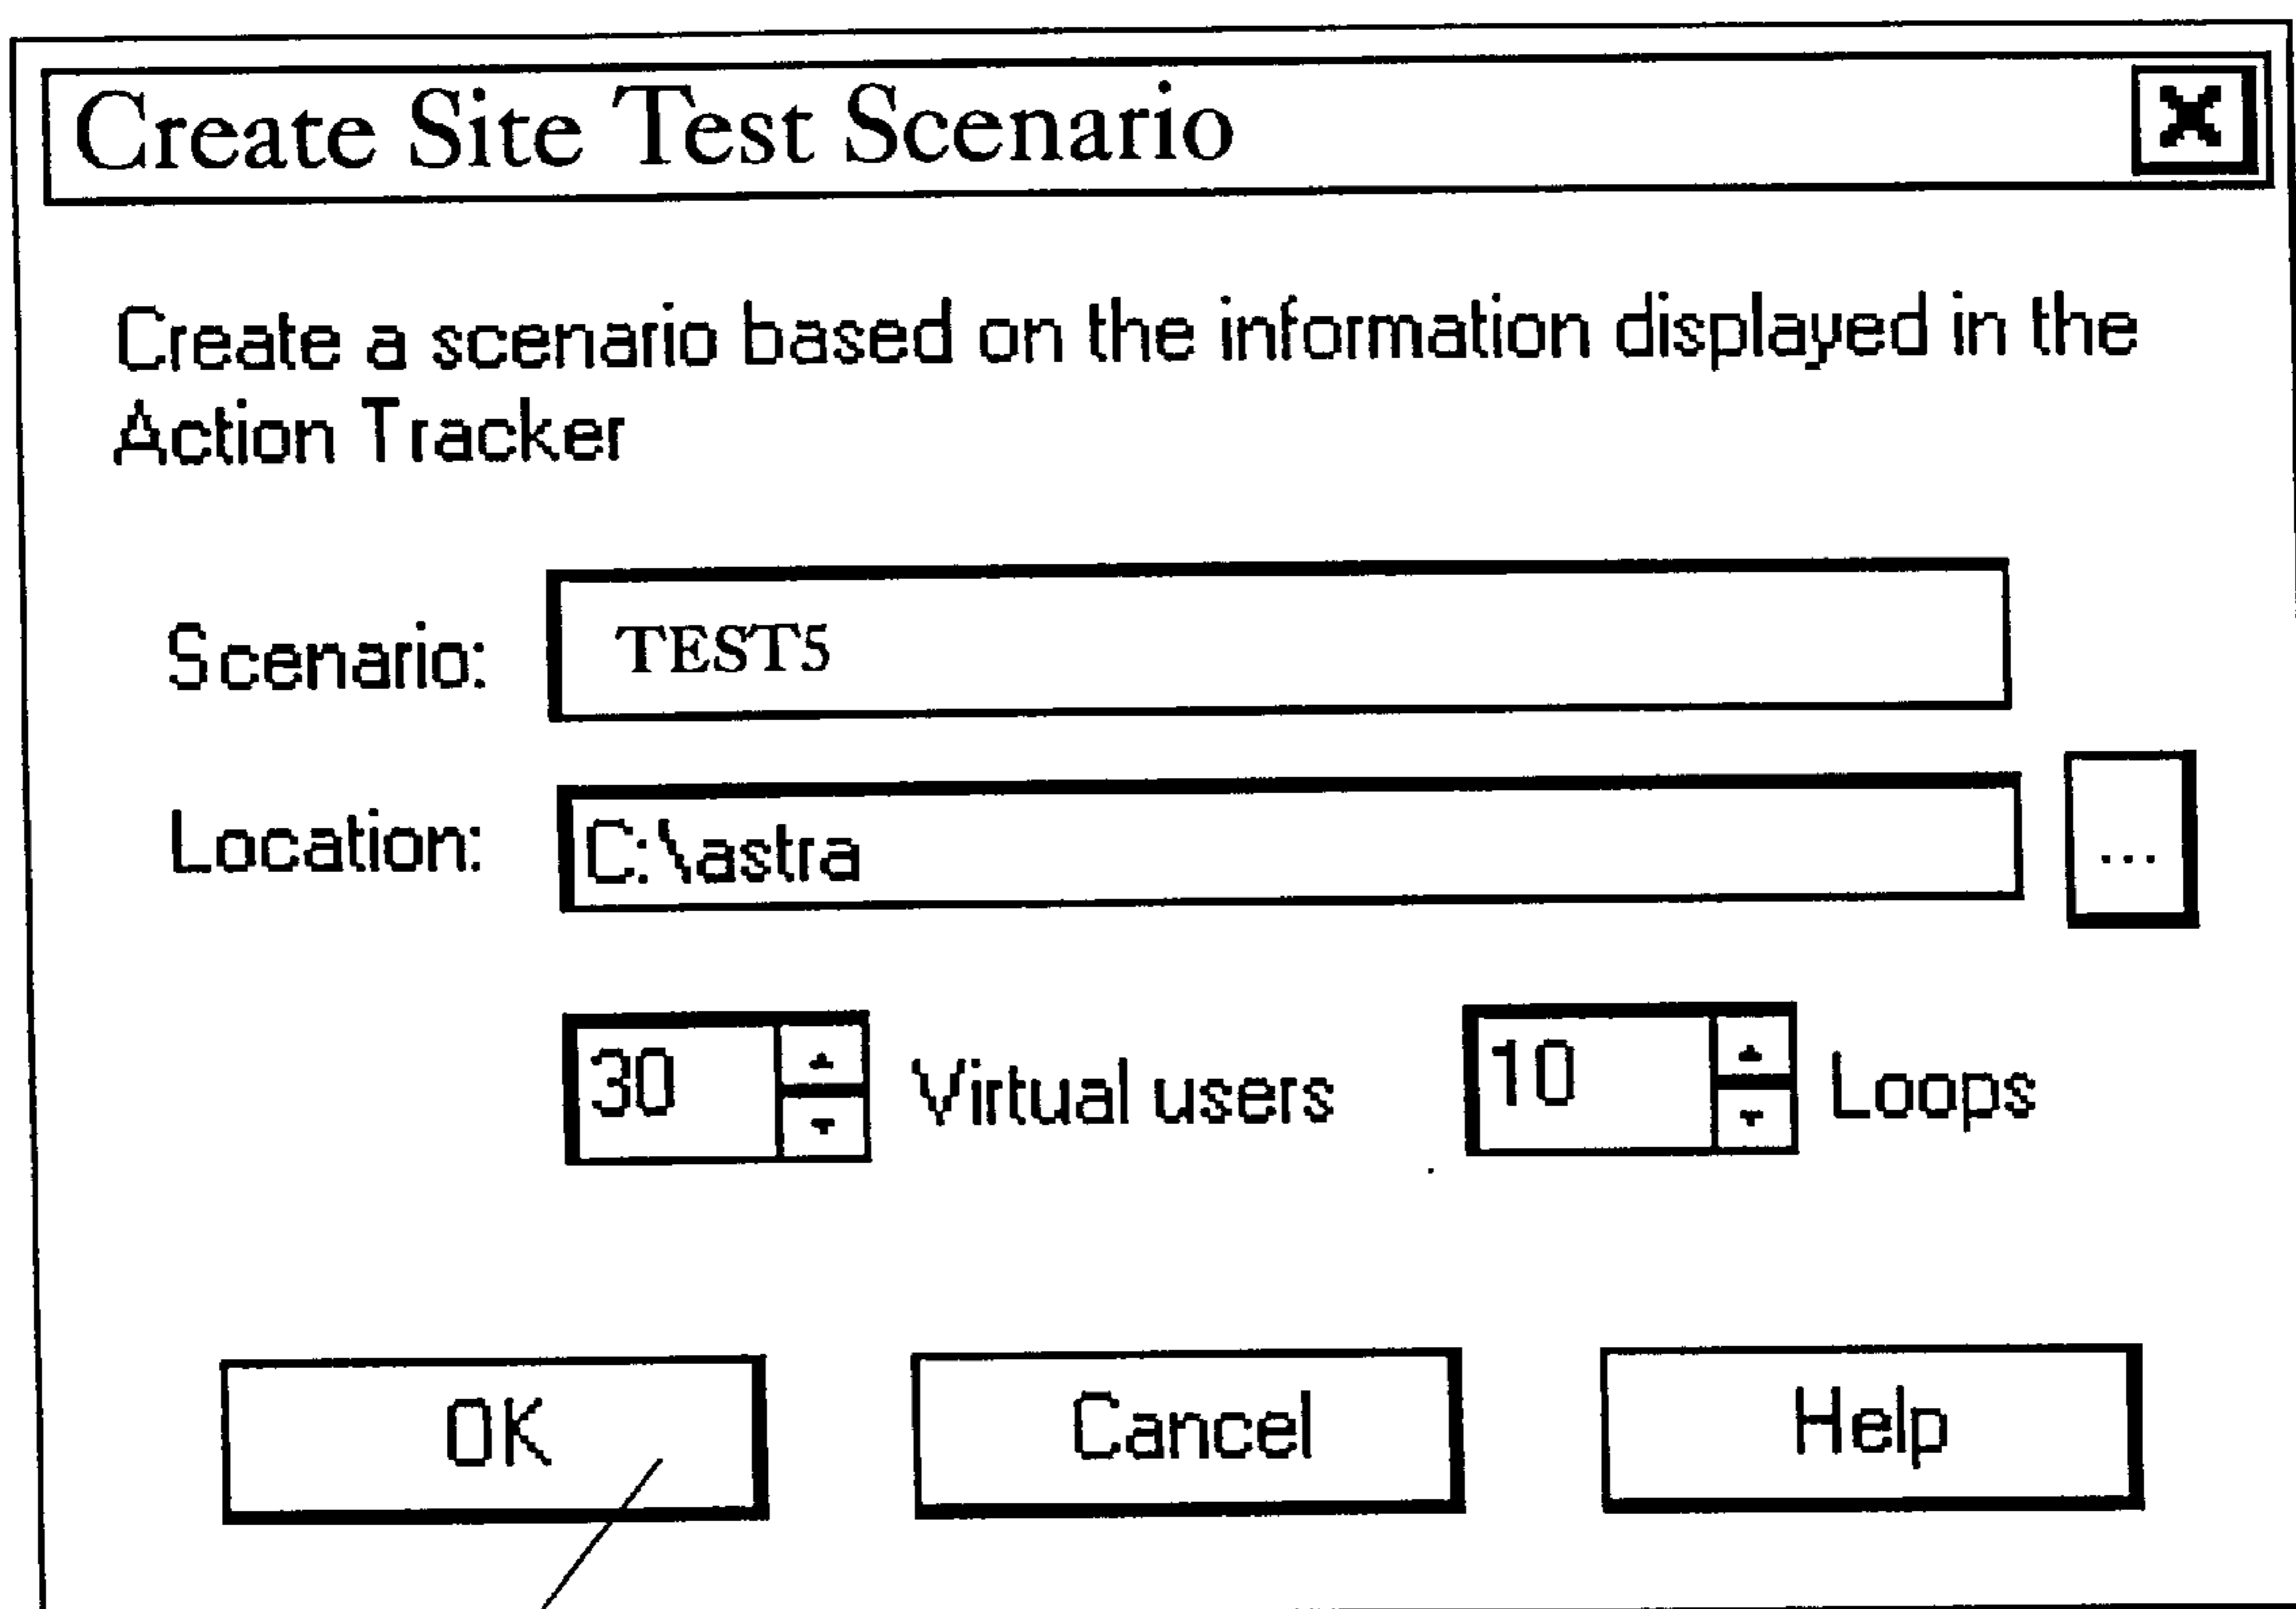 Create Site Test Scenario
Create a scenario based on the information displayed in the
Action Tracker
Scenario: TEST5
Location: C:\astra ...
30 Virtual users 10 Loops
OK Cancel Help